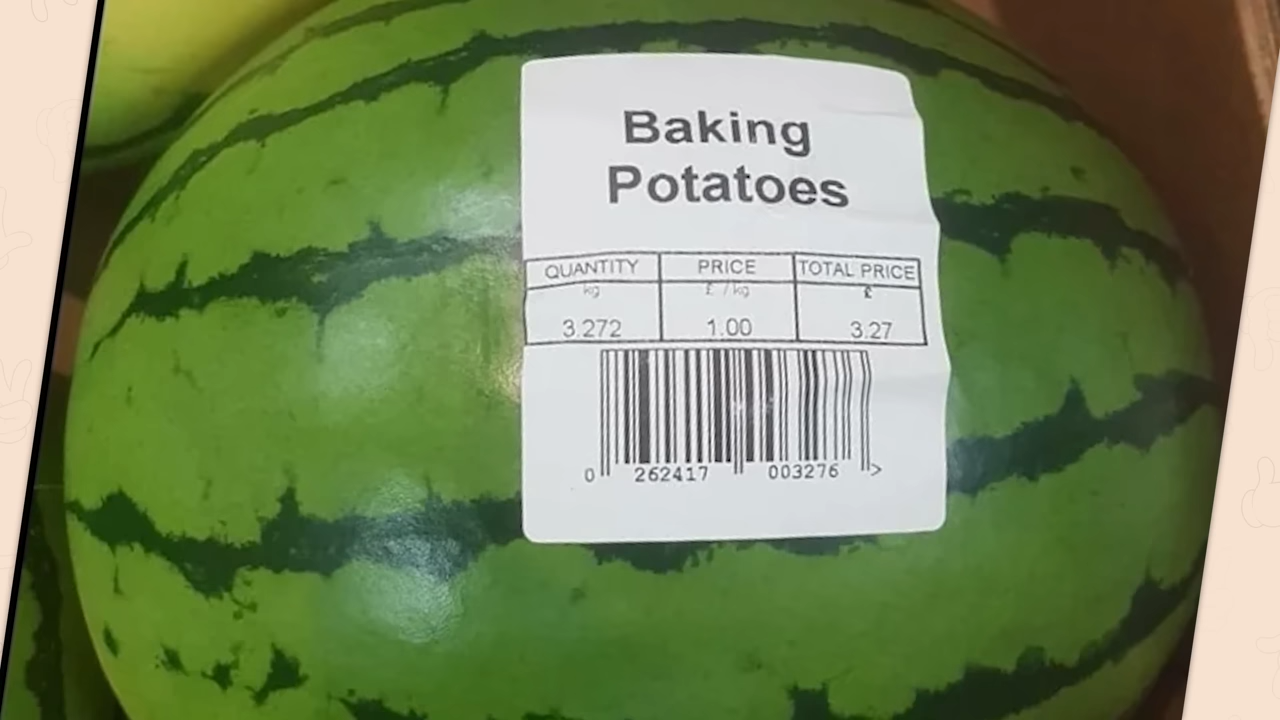 Baking
Potatoes
QUANTITY PRICE TOTAL PRICE
kg £ /kg £
3.272 1.00 3.27
0 262417 003276 >